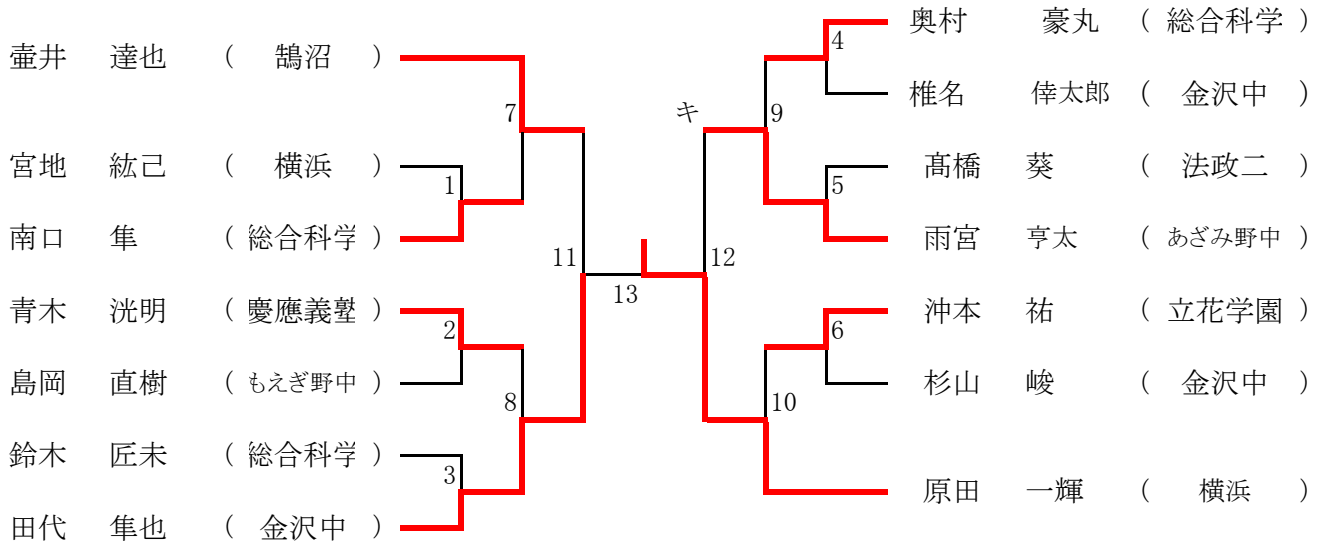 壷井 達也 ( 鵠沼 )
宮地 紘己 ( 横浜 )
南口 隼 ( 総合科学 )
青木 洸明 ( 慶應義塾 )
島岡 直樹 ( もえぎ野中 )
鈴木 匠未 ( 総合科学 )
田代 隼也 ( 金沢中 )
7
1
2
8
3
11
13
キ
12
4
9
5
6
10
奥村 豪丸 ( 総合科学 )
椎名 倖太郎 ( 金沢中 )
髙橋 葵 ( 法政二 )
雨宮 亨太 ( あざみ野中 )
沖本 祐 ( 立花学園 )
杉山 峻 ( 金沢中 )
原田 一輝 ( 横浜 )